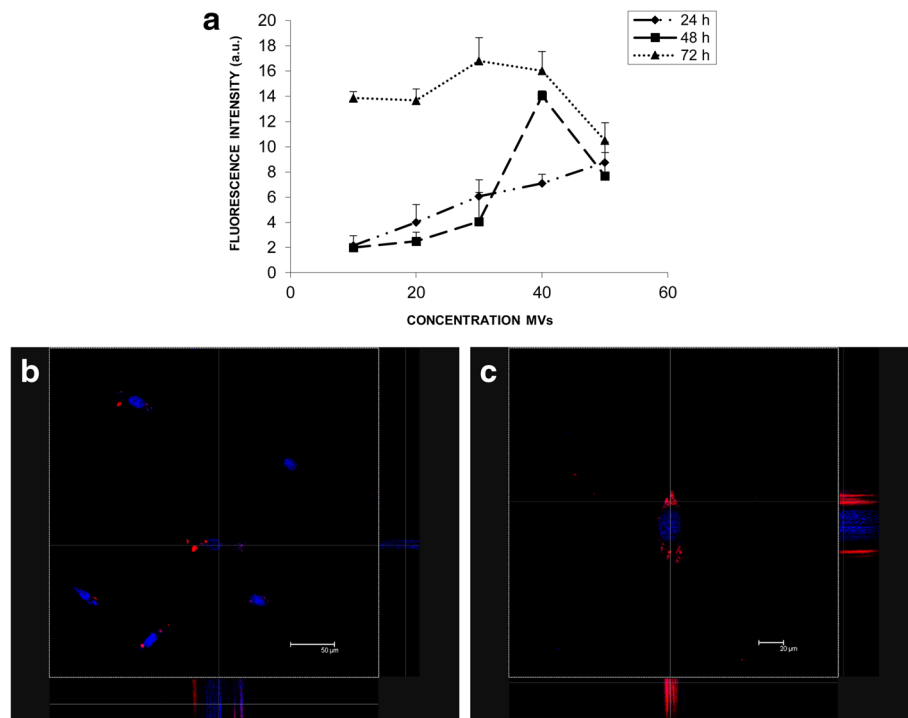 a
FLUORESCENCE INTENSITY (a.u.)
20
18
16
14
12
10
8
6
4
2
0
0 20 40 60
CONCENTRATION MVs
24 h
48 h
72 h
b
50 µm
c
20 µm